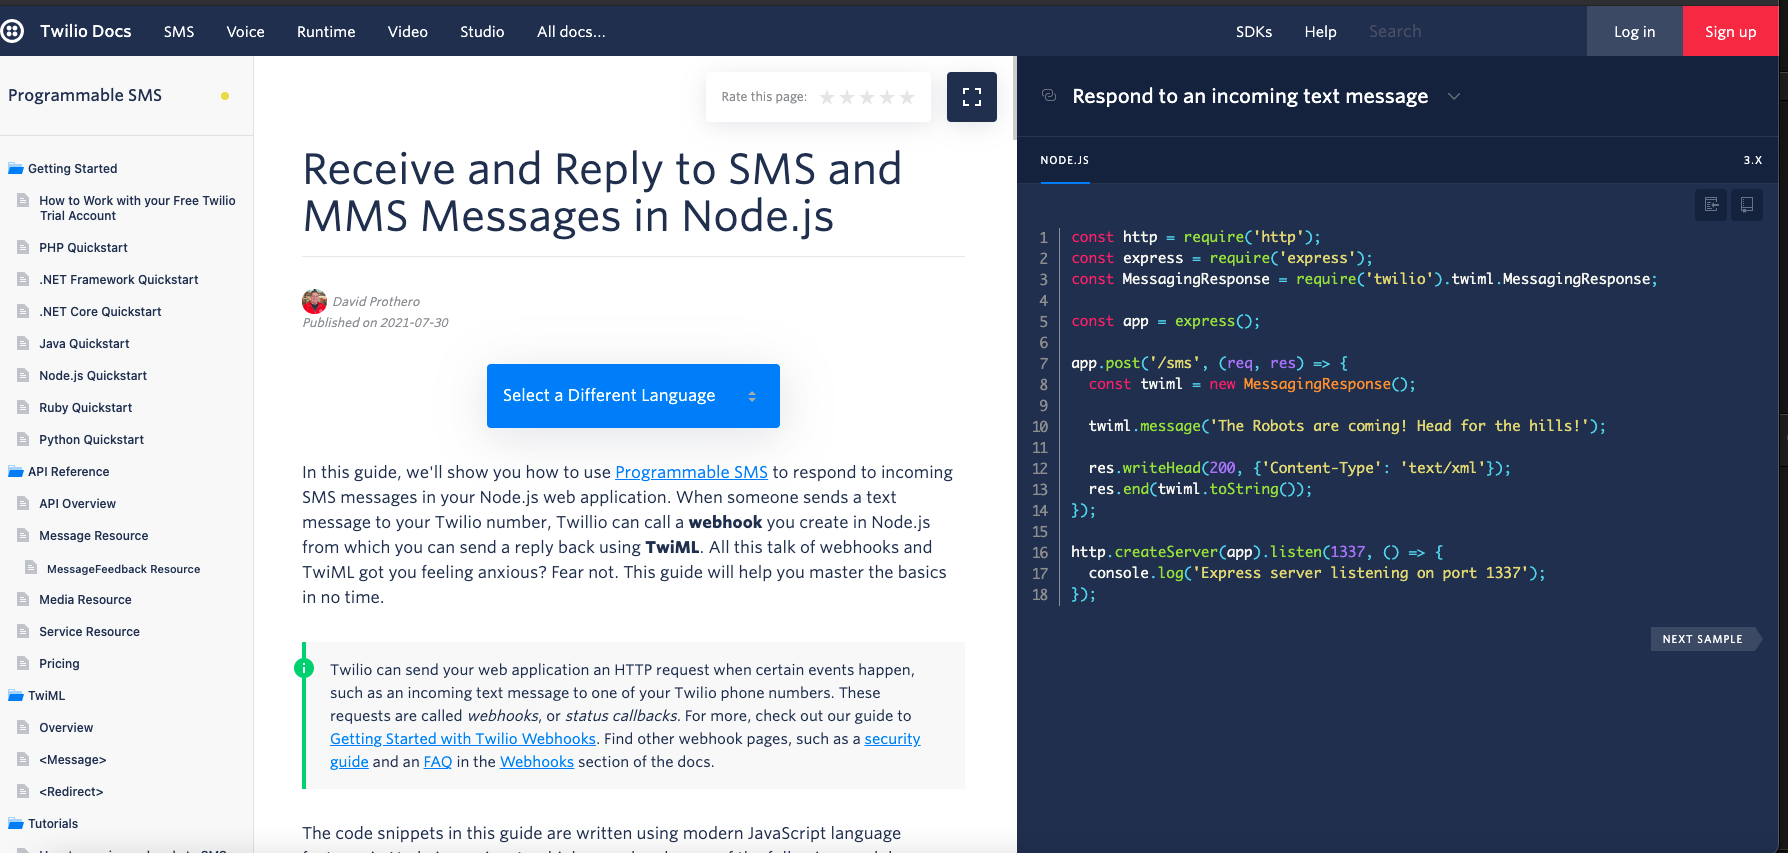 Twilio Docs
SMS
Voice
Runtime
Video
Studio
All docs...
SDKs
Help
Search
Log in
Sign up
Programmable SMS
Getting Started
How to Work with your Free Twilio
Trial Account
PHP Quickstart
.NET Framework Quickstart
.NET Core Quickstart
Java Quickstart
Node.js Quickstart
Ruby Quickstart
Python Quickstart
API Reference
API Overview
Message Resource
MessageFeedback Resource
Media Resource
Service Resource
Pricing
TwiML
Overview
<Message>
<Redirect>
Tutorials
Rate this page:
Receive and Reply to SMS and
MMS Messages in Node.js
David Prothero
Published on 2021-07-30
Select a Different Language
In this guide, we'll show you how to use Programmable SMS to respond to incoming
SMS messages in your Node.js web application. When someone sends a text
message to your Twilio number, Twillio can call a webhook you create in Node.js
from which you can send a reply back using TwiML. All this talk of webhooks and
TwiML got you feeling anxious? Fear not. This guide will help you master the basics
in no time.
Twilio can send your web application an HTTP request when certain events happen,
such as an incoming text message to one of your Twilio phone numbers. These
requests are called webhooks, or status callbacks. For more, check out our guide to
Getting Started with Twilio Webhooks. Find other webhook pages, such as a security
guide and an FAQ in the Webhooks section of the docs.
The code snippets in this guide are written using modern JavaScript language
Respond to an incoming text message
NODE.JS
3.X
1 const http = require('http');
2 const express = require('express');
3 const MessagingResponse = require('twilio').twiml.MessagingResponse;
4
5 const app = express();
6
7 app.post('/sms', (req, res) => {
8 const twiml = new MessagingResponse();
9
10 twiml.message('The Robots are coming! Head for the hills!');
11
12 res.writeHead(200, {'Content-Type': 'text/xml'});
13 res.end(twiml.toString());
14 });
15
16 http.createServer(app).listen(1337, () => {
17 console.log('Express server listening on port 1337');
18 });
NEXT SAMPLE